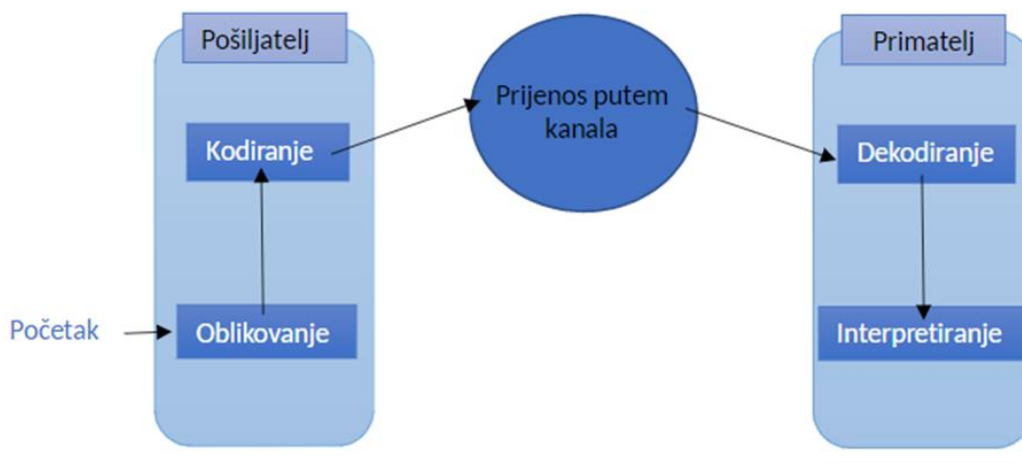 Pošiljatelj
Kodiranje
Početak
Oblikovanje
Prijenos putem
kanala
Primatelj
Dekodiranje
Interpretiranje